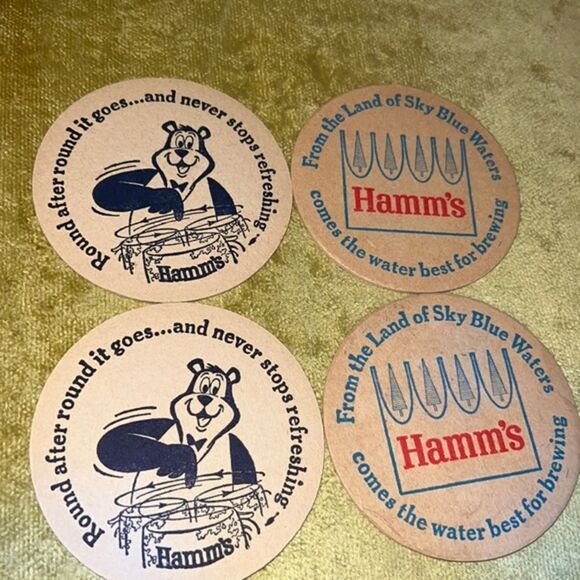 Round after round it goes...and never stops refreshing
Hamm's
From the Land of Sky Blue Waters
Hamm's
comes the water best for brewing
Round after round it goes...and never stops refreshing
Hamm's
From the Land of Sky Blue Waters
Hamm's
comes the water best for brewing